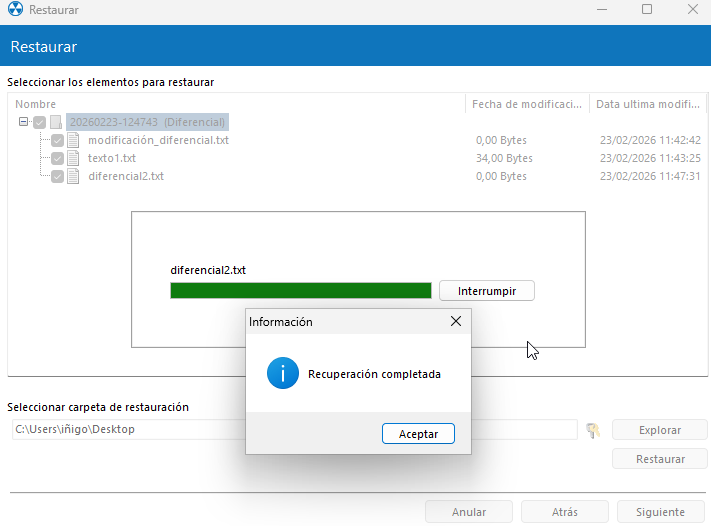 Restaurar
Restaurar
Seleccionar los elementos para restaurar
Nombre Fecha de modificaci... Data ultima modifi...
20260223-124743 (Diferencial)
modificación_diferencial.txt 0,00 Bytes 23/02/2026 11:42:42
texto1.txt 34,00 Bytes 23/02/2026 11:43:25
diferencial2.txt 0,00 Bytes 23/02/2026 11:47:31
diferencial2.txt
Interrumpir
Información
Recuperación completada
Aceptar
Seleccionar carpeta de restauración
C:\Users\iñigo\Desktop Explorar
Restaurar
Anular Atrás Siguiente